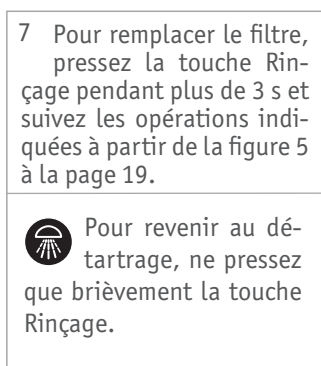 7 Pour remplacer le filtre,
pressez la touche Rin-
çage pendant plus de 3 s et
suivez les opérations indi-
quées à partir de la figure 5
à la page 19.
Pour revenir au dé-
tartrage, ne pressez
que brièvement la touche
Rinçage.